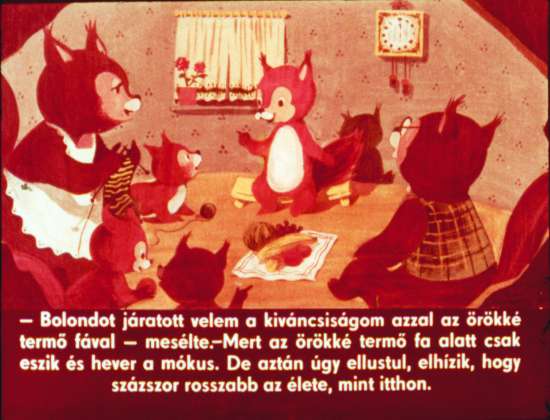 — Bolondot járatott velem a kiváncsiságom azzal az örökké
termő fával — mesélte.–Mert az örökké termő fa alatt csak
eszik és hever a mókus. De aztán úgy ellustul, elhízik, hogy
százszor rosszabb az élete, mint itthon.